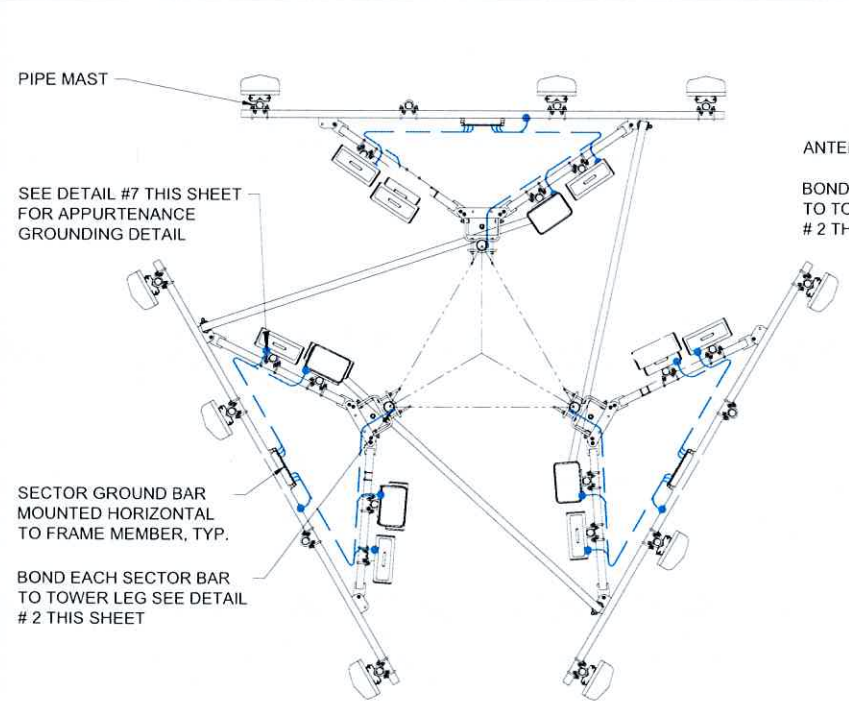 PIPE MAST
SEE DETAIL #7 THIS SHEET
FOR APPURTENANCE
GROUNDING DETAIL
SECTOR GROUND BAR
MOUNTED HORIZONTAL
TO FRAME MEMBER, TYP.
BOND EACH SECTOR BAR
TO TOWER LEG SEE DETAIL
# 2 THIS SHEET
ANTE
BOND
TO TO
# 2 TH